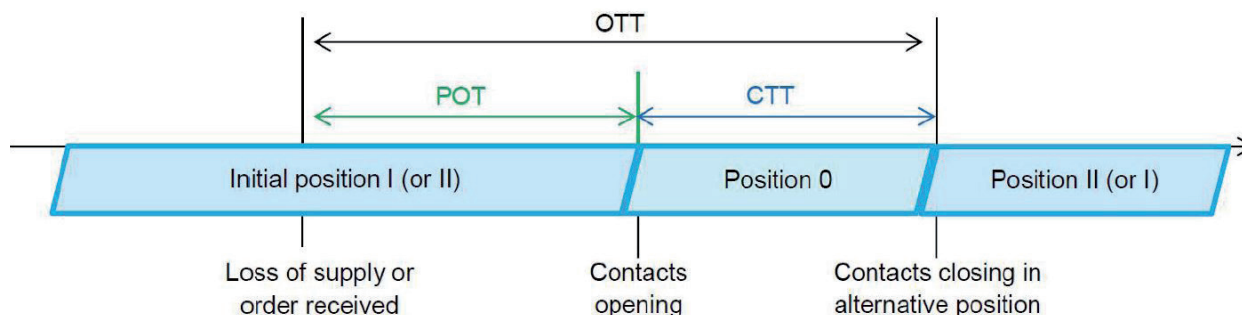 OTT
POT
CTT
Initial position I (or II)
Position 0
Position II (or I)
Loss of supply or
order received
Contacts
opening
Contacts closing in
alternative position